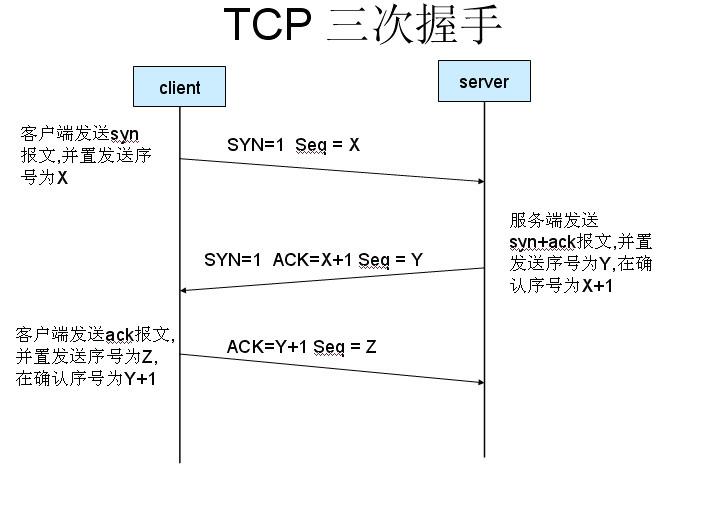 TCP 三次握手
client
server
客户端发送syn
报文,并置发送序
号为X
SYN=1 Seq = X
服务端发送
syn+ack报文,并置
发送序号为Y,在确
认序号为X+1
SYN=1 ACK=X+1 Seq = Y
客户端发送ack报文,
并置发送序号为Z,
在确认序号为Y+1
ACK=Y+1 Seq = Z